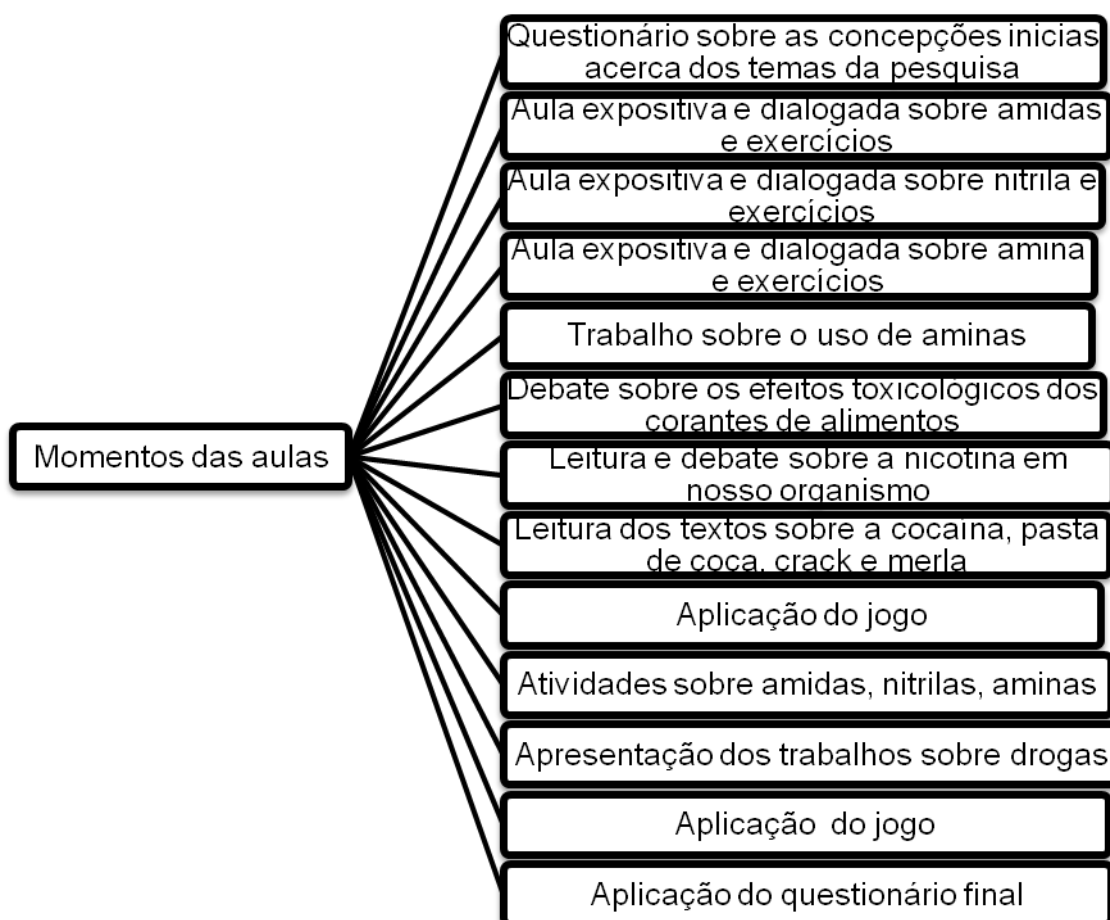 Questionário sobre as concepções inicias
acerca dos temas da pesquisa
Aula expositiva e dialogada sobre amidas
e exercícios
Aula expositiva e dialogada sobre nitrila e
exercícios
Aula expositiva e dialogada sobre amina
e exercícios
Trabalho sobre o uso de aminas
Debate sobre os efeitos toxicológicos dos
corantes de alimentos
Momentos das aulas
Leitura e debate sobre a nicotina em
nosso organismo
Leitura dos textos sobre a cocaína, pasta
de coca, crack e merla
Aplicação do jogo
Atividades sobre amidas, nitrilas, aminas
Apresentação dos trabalhos sobre drogas
Aplicação do jogo
Aplicação do questionário final